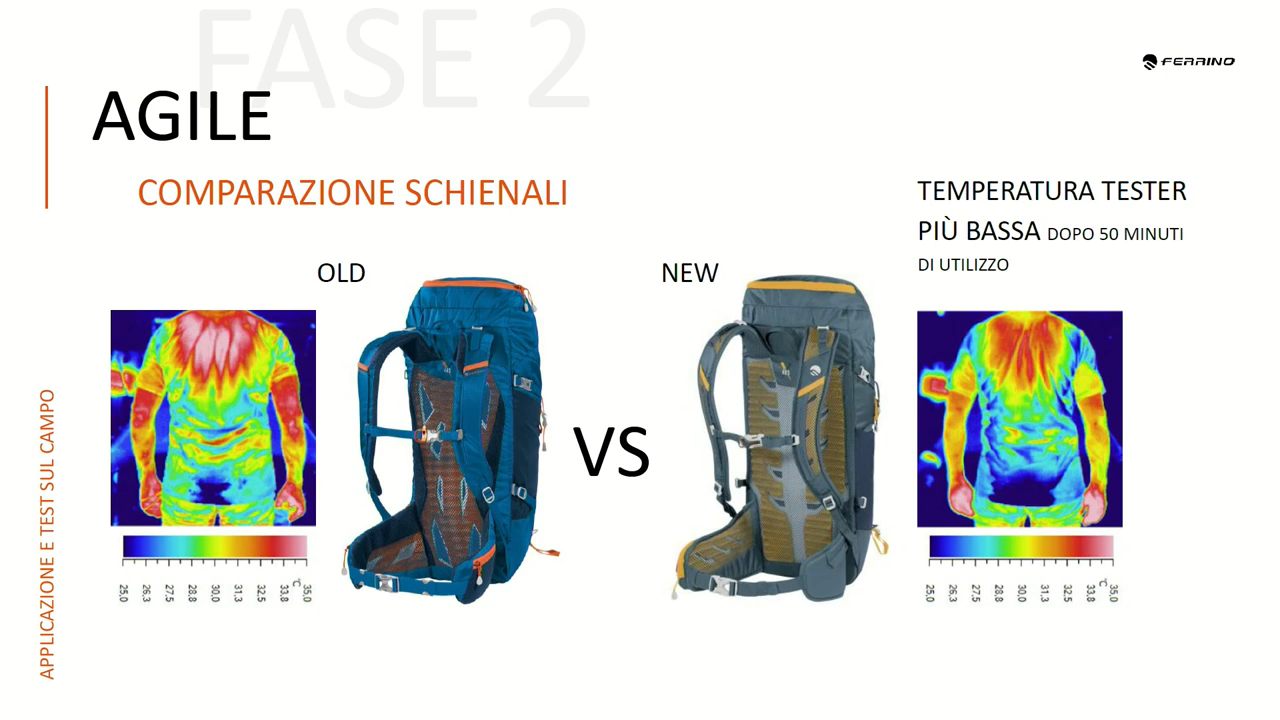 FASE 2
FERRINO
AGILE
COMPARAZIONE SCHIENALI
TEMPERATURA TESTER
PIÙ BASSA DOPO 50 MINUTI
DI UTILIZZO
OLD
NEW
VS
°C
25,0 26,3 27,5 28,8 30,0 31,3 32,5 33,8 35,0
°C
25,0 26,3 27,5 28,8 30,0 31,3 32,5 33,8 35,0
APPLICAZIONE E TEST SUL CAMPO